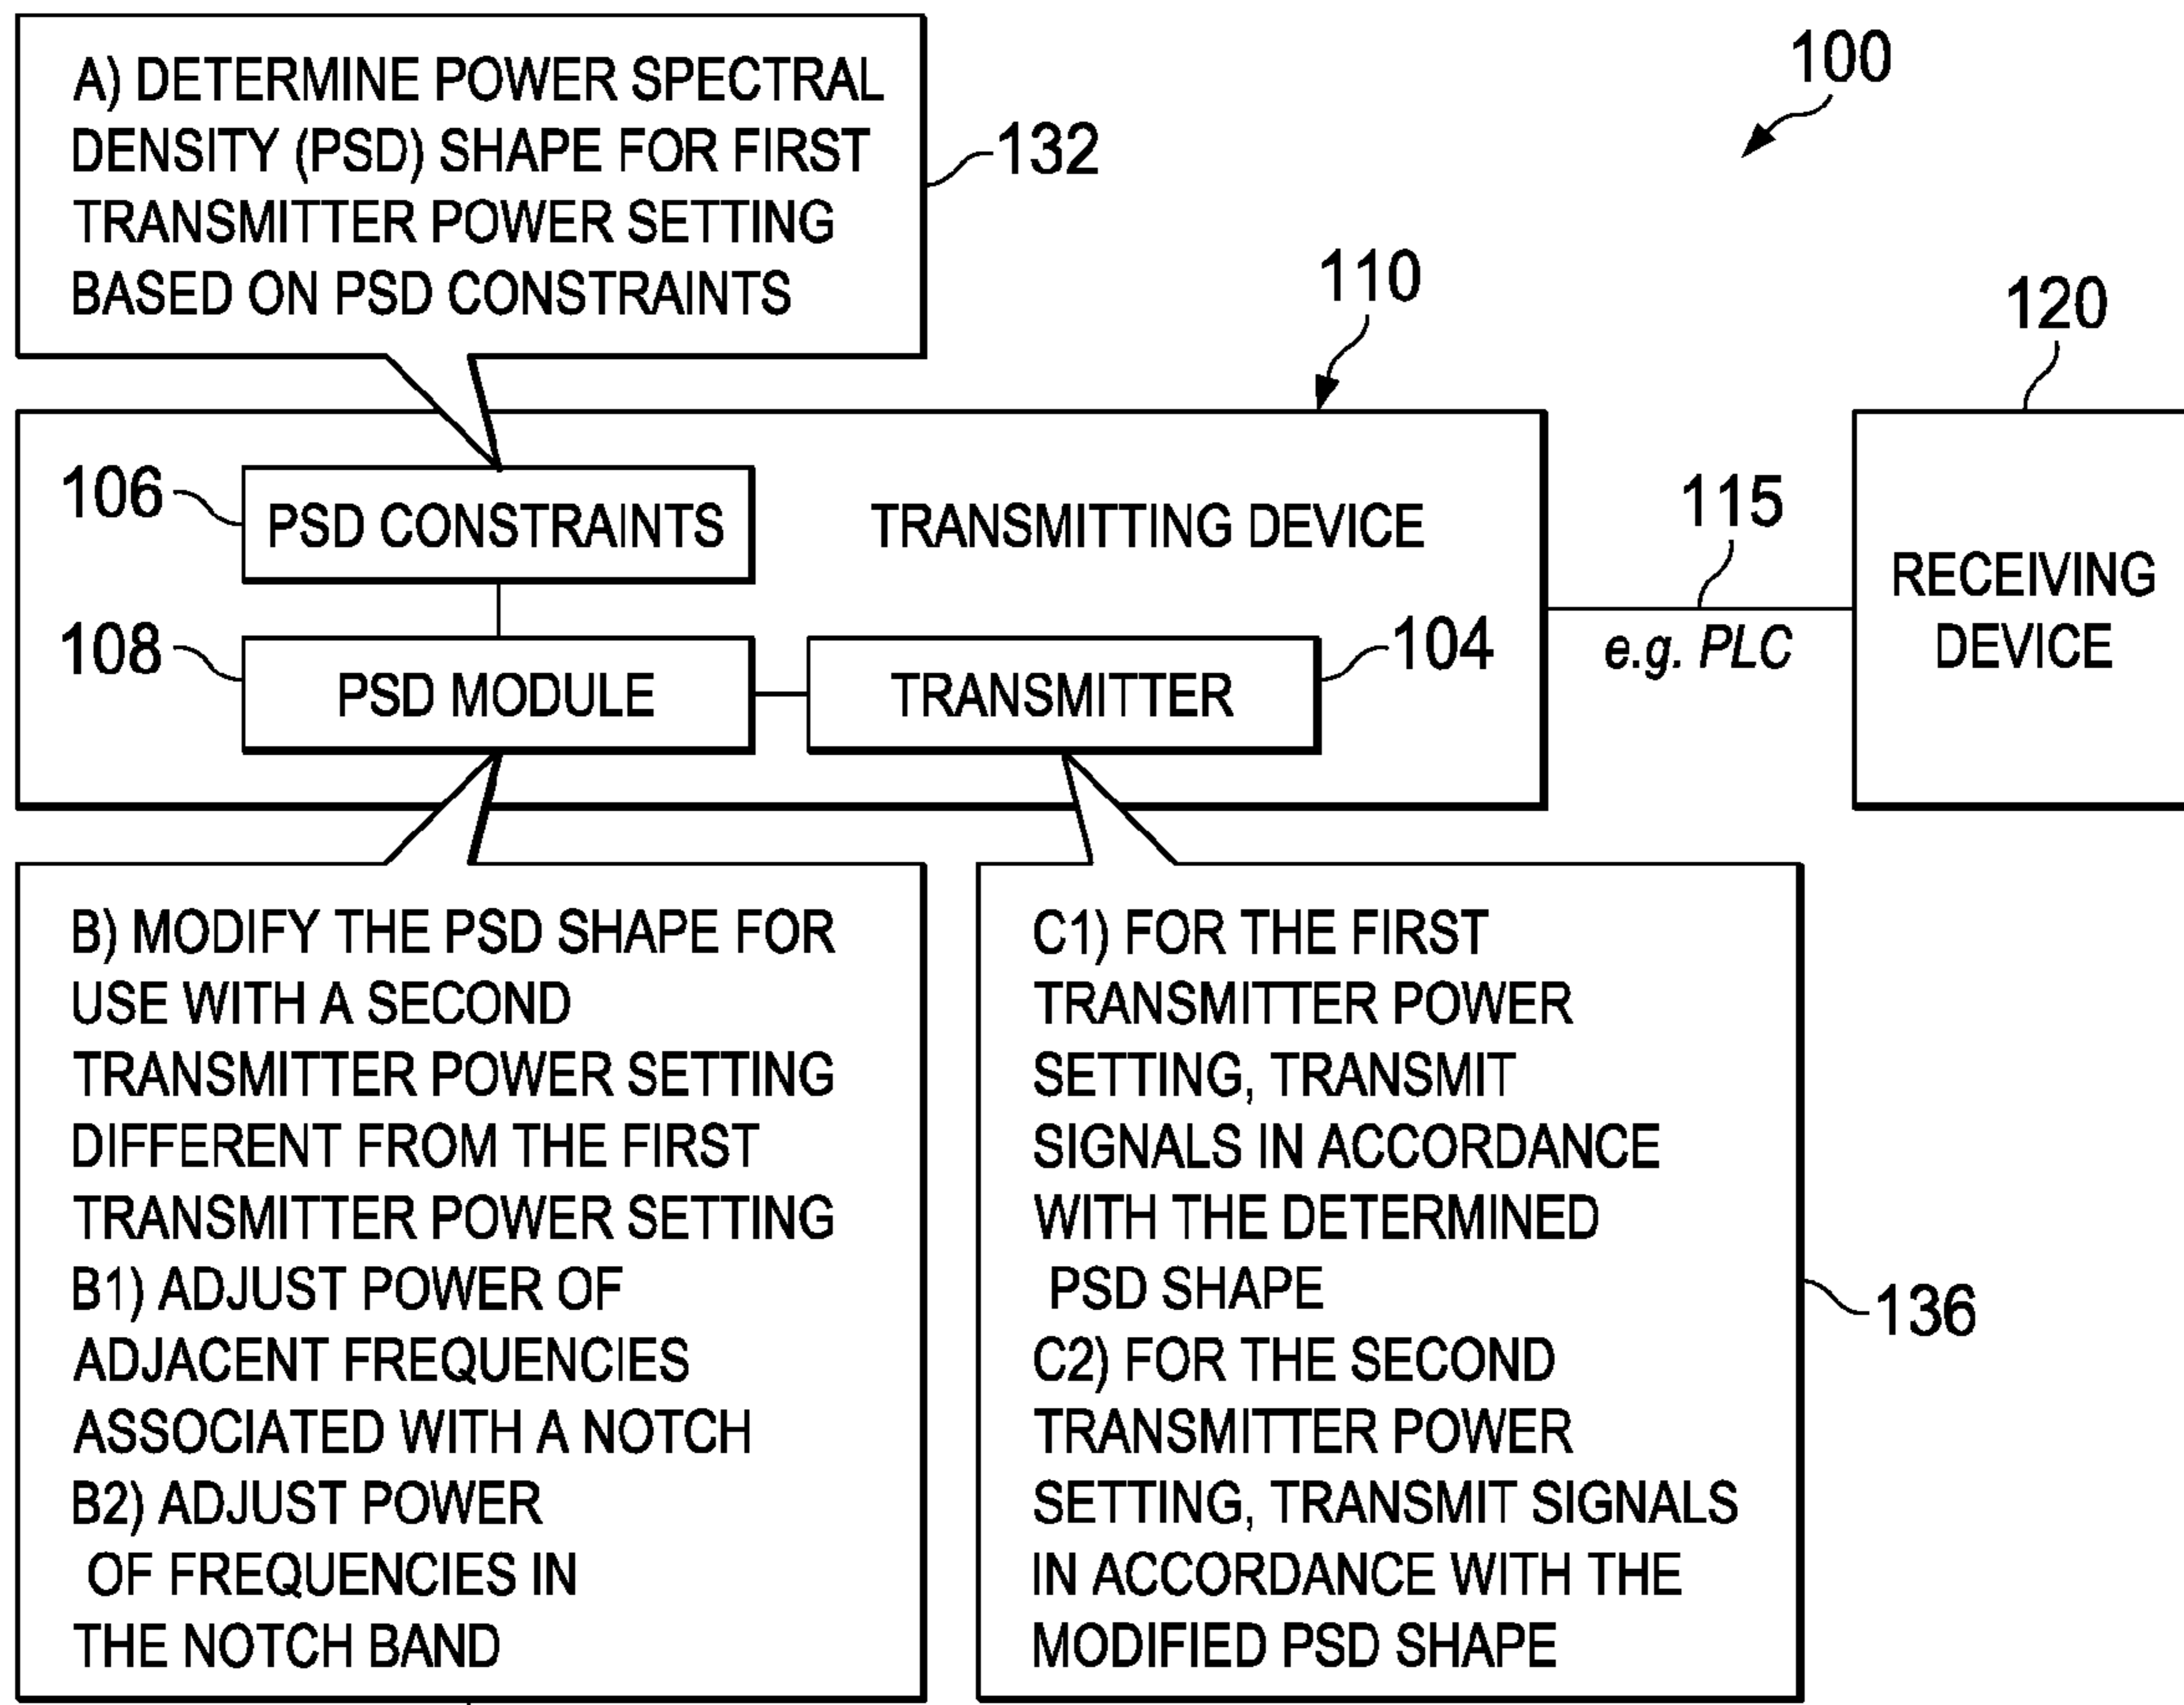 A) DETERMINE POWER SPECTRAL
DENSITY (PSD) SHAPE FOR FIRST
TRANSMITTER POWER SETTING
BASED ON PSD CONSTRAINTS
132
100
110
120
106
PSD CONSTRAINTS
TRANSMITTING DEVICE
115
e.g. PLC
RECEIVING
DEVICE
108
PSD MODULE
TRANSMITTER
104
B) MODIFY THE PSD SHAPE FOR
USE WITH A SECOND
TRANSMITTER POWER SETTING
DIFFERENT FROM THE FIRST
TRANSMITTER POWER SETTING
B1) ADJUST POWER OF
ADJACENT FREQUENCIES
ASSOCIATED WITH A NOTCH
B2) ADJUST POWER
OF FREQUENCIES IN
THE NOTCH BAND
C1) FOR THE FIRST
TRANSMITTER POWER
SETTING, TRANSMIT
SIGNALS IN ACCORDANCE
WITH THE DETERMINED
PSD SHAPE
C2) FOR THE SECOND
TRANSMITTER POWER
SETTING, TRANSMIT SIGNALS
IN ACCORDANCE WITH THE
MODIFIED PSD SHAPE
136